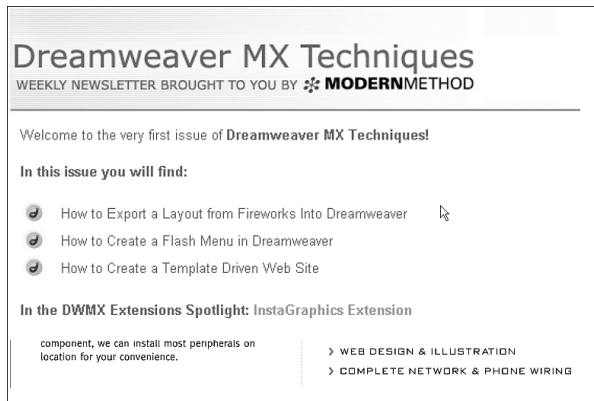 Dreamweaver MX Techniques
WEEKLY NEWSLETTER BROUGHT TO YOU BY MODERNMETHOD
Welcome to the very first issue of Dreamweaver MX Techniques!
In this issue you will find:
How to Export a Layout from Fireworks Into Dreamweaver
How to Create a Flash Menu in Dreamweaver
How to Create a Template Driven Web Site
In the DWMX Extensions Spotlight: InstaGraphics Extension
component, we can install most peripherals on
location for your convenience.
> WEB DESIGN & ILLUSTRATION
> COMPLETE NETWORK & PHONE WIRING